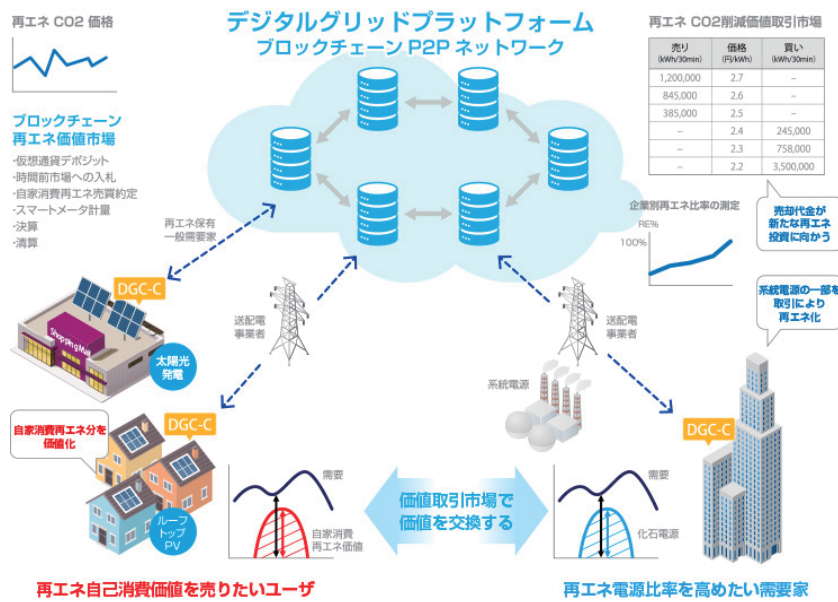 再エネ CO2 価格
デジタルグリッドプラットフォーム
ブロックチェーン P2P ネットワーク
再エネ CO2削減価値取引市場
売り (kWh/30min) 価格 (円/kWh) 買い (kWh/30min)
1,200,000 2.7 –
845,000 2.6 –
385,000 2.5 –
– 2.4 245,000
– 2.3 758,000
– 2.2 3,500,000
ブロックチェーン
再エネ価値市場
・仮想通貨デポジット
・時間前市場への入札
・自家消費再エネ売買約定
・スマートメータ計量
・決算
・清算
再エネ保有
一般需要家
企業別再エネ比率の測定
RE%
100%
売却代金が
新たな再エネ
投資に向かう
系統電源の一部を
取引により
再エネ化
DGC-C
Shopping Mall
太陽光
発電
送配電
事業者
送配電
事業者
系統電源
自家消費再エネ分を
価値化
DGC-C
DGC-C
ルーフ
トップ
PV
需要
自家消費
再エネ価値
価値取引市場で
価値を交換する
需要
化石電源
再エネ自己消費価値を売りたいユーザ
再エネ電源比率を高めたい需要家